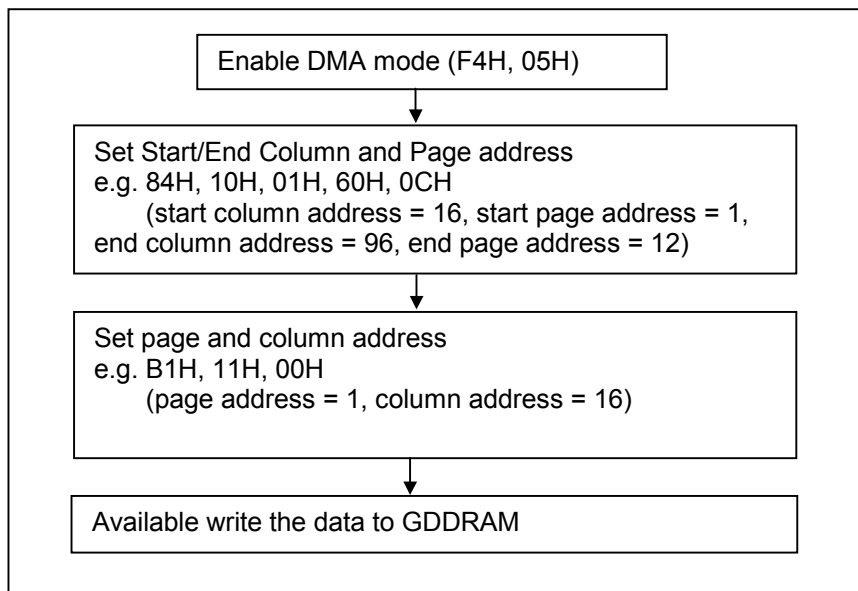 Enable DMA mode (F4H, 05H)
Set Start/End Column and Page address
e.g. 84H, 10H, 01H, 60H, 0CH
(start column address = 16, start page address = 1,
end column address = 96, end page address = 12)
Set page and column address
e.g. B1H, 11H, 00H
(page address = 1, column address = 16)
Available write the data to GDDRAM